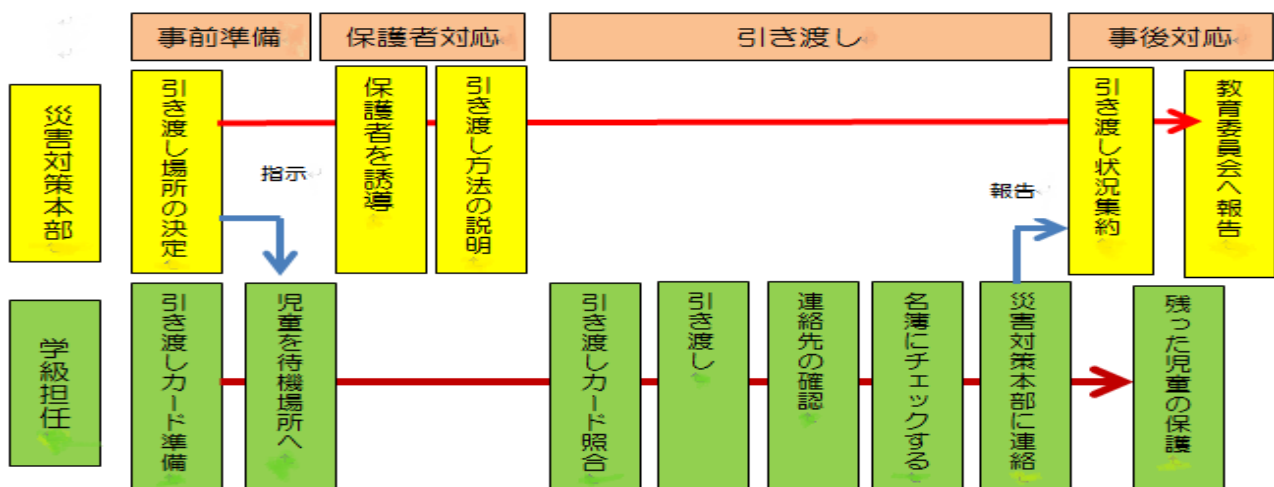 事前準備
保護者対応
引き渡し
事後対応
災害対策本部
引き渡し場所の決定
指示
保護者を誘導
引き渡し方法の説明
報告
引き渡し状況集約
教育委員会へ報告
学級担任
引き渡しカード準備
児童を待機場所へ
引き渡しカード照合
引き渡し
連絡先の確認
名簿にチェックする
災害対策本部に連絡
残った児童の保護